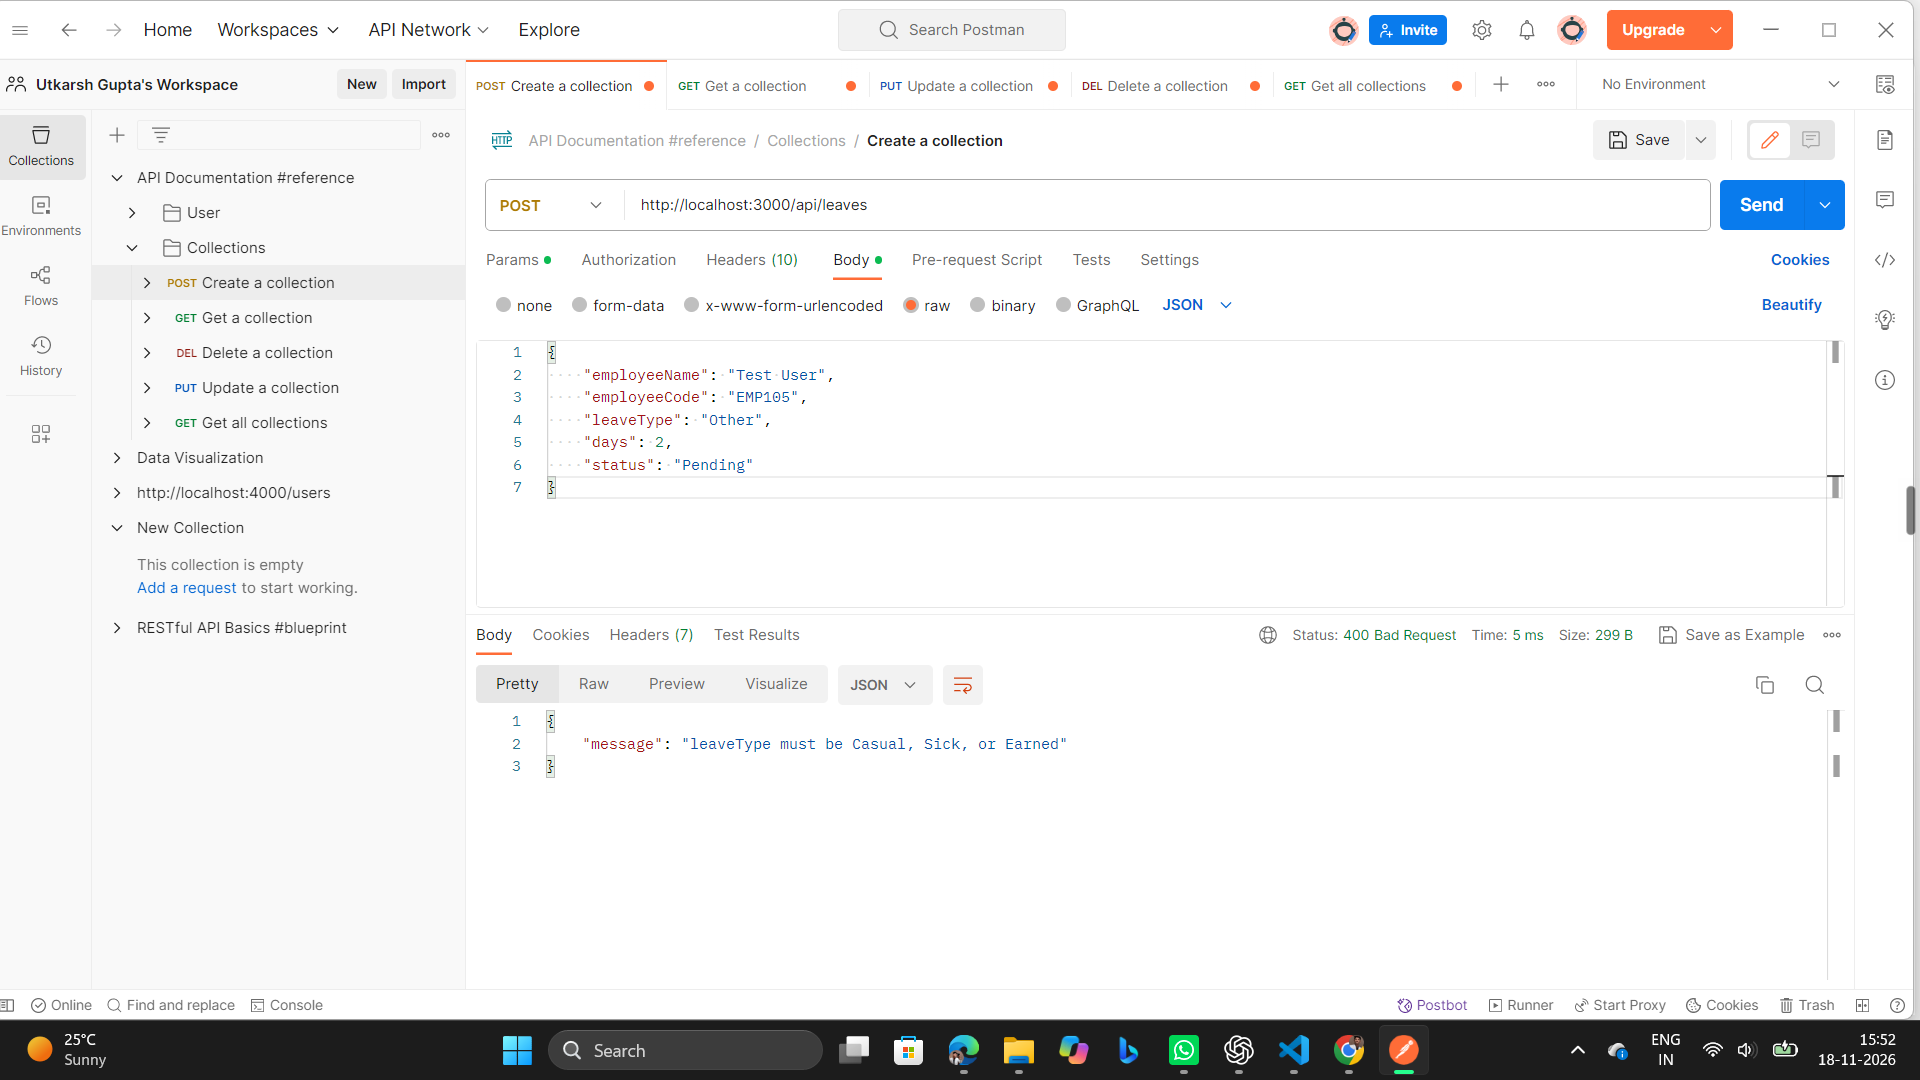 Home Workspaces API Network Explore Search Postman Invite Upgrade
Utkarsh Gupta's Workspace New Import
POST Create a collection GET Get a collection PUT Update a collection DEL Delete a collection GET Get all collections No Environment
Collections
Environments
Flows
History
API Documentation #reference
User
Collections
POST Create a collection
GET Get a collection
DEL Delete a collection
PUT Update a collection
GET Get all collections
Data Visualization
http://localhost:4000/users
New Collection
This collection is empty
Add a request to start working.
RESTful API Basics #blueprint
HTTP API Documentation #reference / Collections / Create a collection Save
POST http://localhost:3000/api/leaves Send
Params Authorization Headers (10) Body Pre-request Script Tests Settings Cookies
none form-data x-www-form-urlencoded raw binary GraphQL JSON Beautify
1 {
2 "employeeName": "Test User",
3 "employeeCode": "EMP105",
4 "leaveType": "Other",
5 "days": 2,
6 "status": "Pending"
7 }
Body Cookies Headers (7) Test Results Status: 400 Bad Request Time: 5 ms Size: 299 B Save as Example
Pretty Raw Preview Visualize JSON
1 {
2 "message": "leaveType must be Casual, Sick, or Earned"
3 }
Online Find and replace Console Postbot Runner Start Proxy Cookies Trash
25°C
Sunny
Search
ENG
IN
15:52
18-11-2026